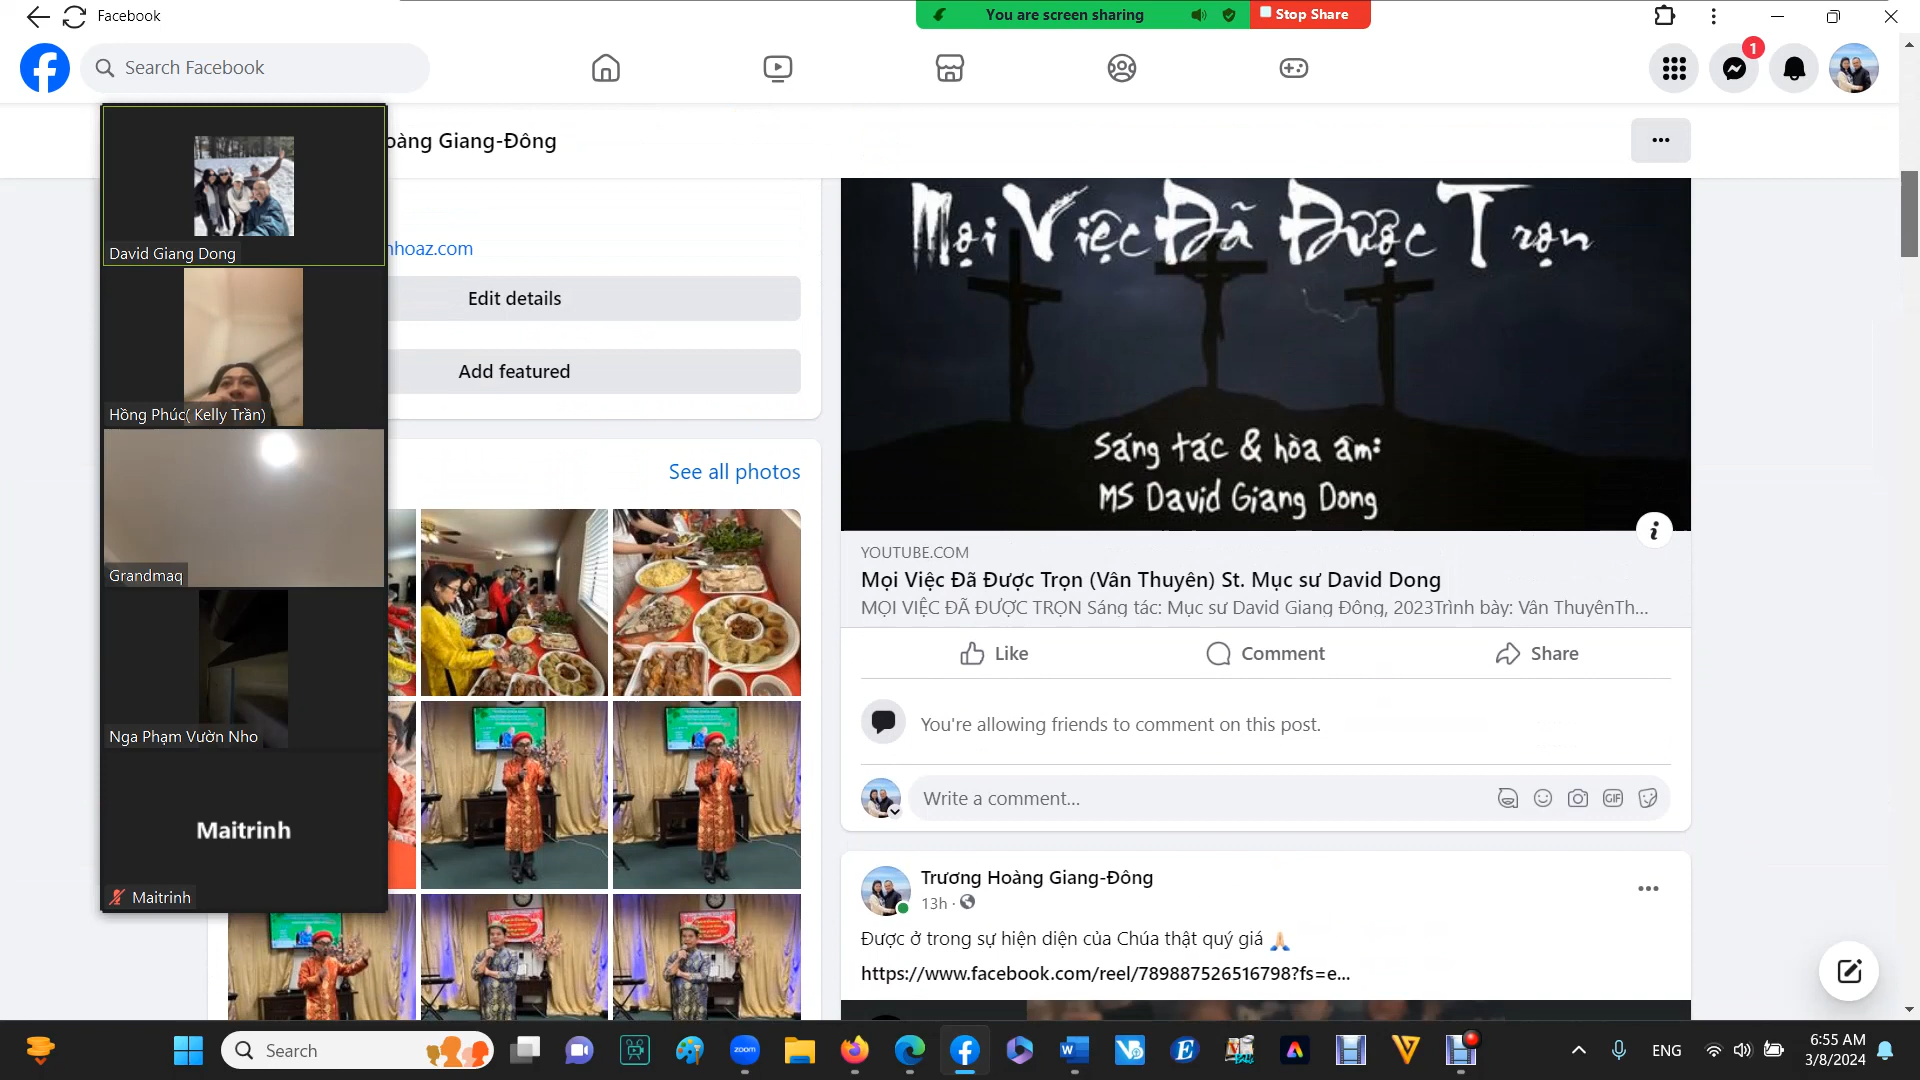 Facebook
You are screen sharing
Stop Share
Search Facebook
1
oàng Giang-Đông
David Giang Dong
nhoaz.com
Edit details
Hồng Phúc( Kelly Trần)
Add featured
See all photos
Grandmaq
Nga Phạm Vườn Nho
Maitrinh
Maitrinh
Mọi Việc Đã Được Trọn
Sáng tác & hòa âm:
MS David Giang Dong
YOUTUBE.COM
Mọi Việc Đã Được Trọn (Vân Thuyên) St. Mục sư David Dong
MỌI VIỆC ĐÃ ĐƯỢC TRỌN Sáng tác: Mục sư David Giang Đông, 2023Trình bày: Vân ThuyênTh...
Like
Comment
Share
You're allowing friends to comment on this post.
Write a comment...
GIF
Trương Hoàng Giang-Đông
13h ·
Được ở trong sự hiện diện của Chúa thật quý giá 🙏🏻
https://www.facebook.com/reel/789887526516798?fs=e...
Search
zoom
ENG
6:55 AM
3/8/2024